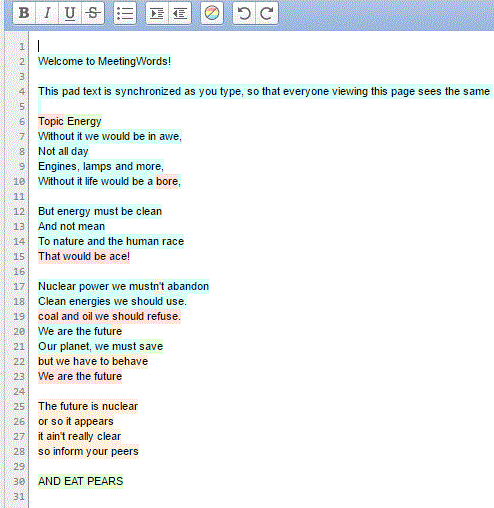 B I U S
1
2 Welcome to MeetingWords!
3
4 This pad text is synchronized as you type, so that everyone viewing this page sees the same
5
6 Topic Energy
7 Without it we would be in awe,
8 Not all day
9 Engines, lamps and more,
10 Without it life would be a bore,
11
12 But energy must be clean
13 And not mean
14 To nature and the human race
15 That would be ace!
16
17 Nuclear power we mustn't abandon
18 Clean energies we should use.
19 coal and oil we should refuse.
20 We are the future
21 Our planet, we must save
22 but we have to behave
23 We are the future
24
25 The future is nuclear
26 or so it appears
27 it ain't really clear
28 so inform your peers
29
30 AND EAT PEARS
31